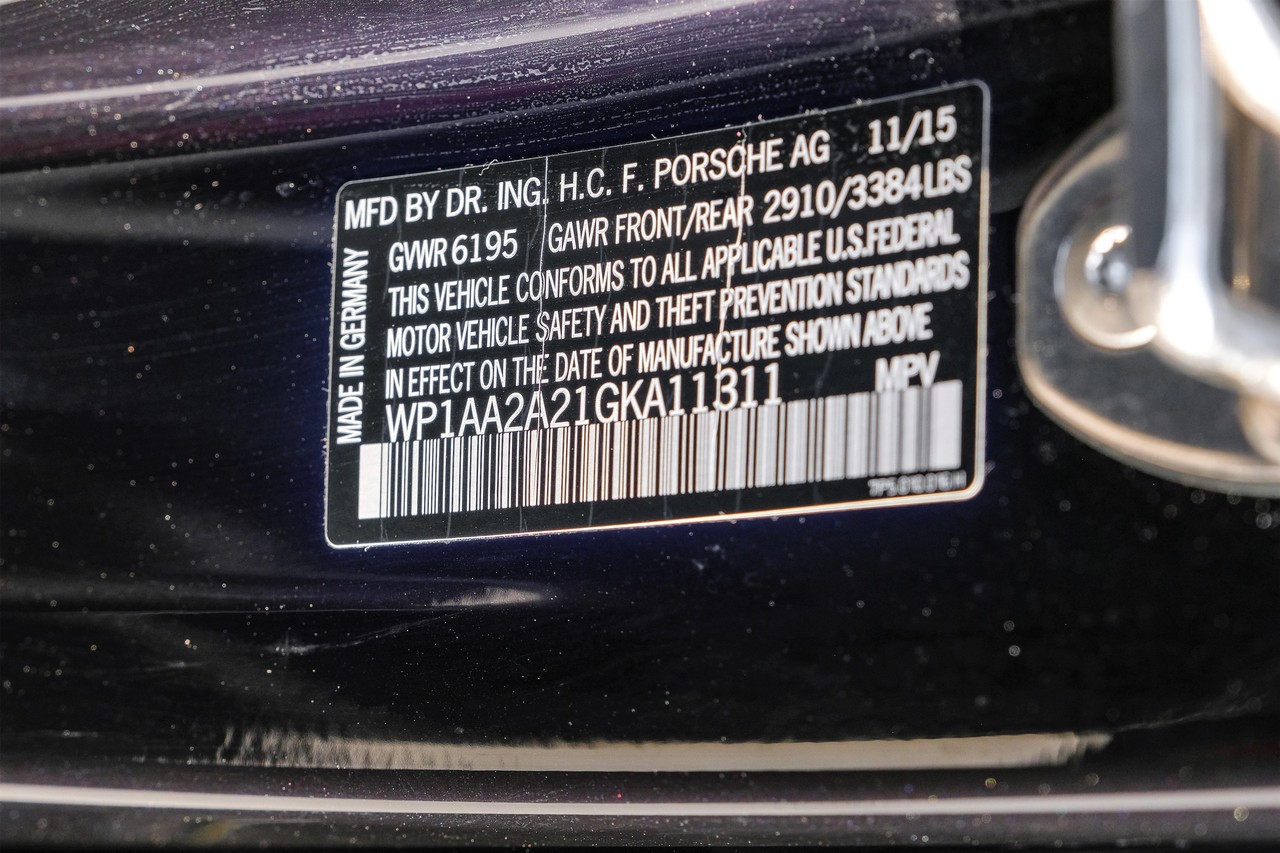 MFD BY DR. ING. H.C. F. PORSCHE AG 11/15
GVWR 6195 GAWR FRONT/REAR 2910/3384 LBS
THIS VEHICLE CONFORMS TO ALL APPLICABLE U.S.FEDERAL
MOTOR VEHICLE SAFETY AND THEFT PREVENTION STANDARDS
IN EFFECT ON THE DATE OF MANUFACTURE SHOWN ABOVE
WP1AA2A21GKA11311 MPV
MADE IN GERMANY